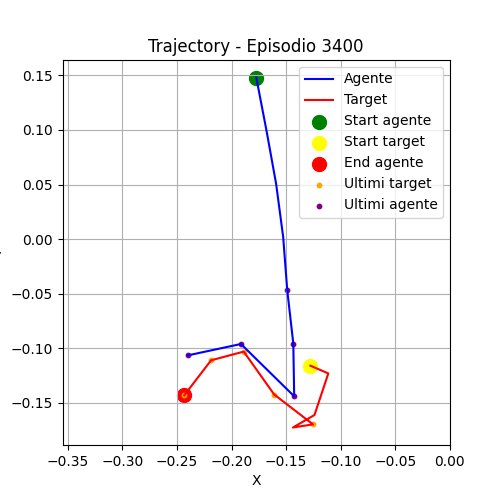 Trajectory - Episodio 3400
Agente
Target
Start agente
Start target
End agente
Ultimi target
Ultimi agente
0.15
0.10
0.05
0.00
−0.05
−0.10
−0.15
−0.35 −0.30 −0.25 −0.20 −0.15 −0.10 −0.05 0.00
X